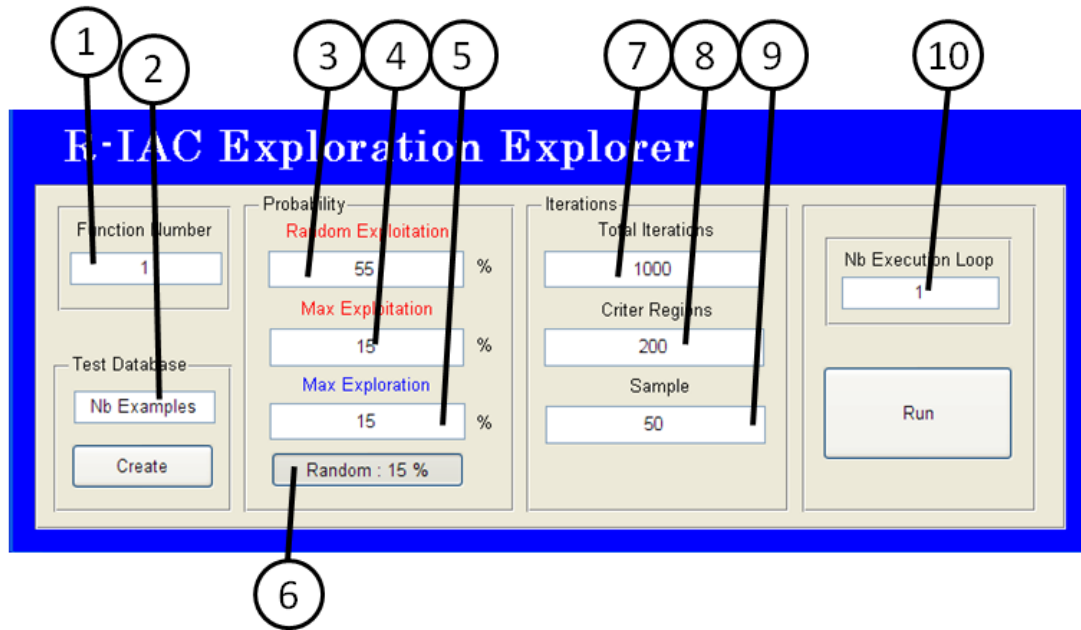 1
2
3
4
5
7
8
9
10
R-IAC Exploration Explorer
Function Number
1
Test Database
Nb Examples
Create
Probability
Random Exploitation
55 %
Max Exploitation
15 %
Max Exploration
15 %
Random : 15 %
Iterations
Total Iterations
1000
Criter Regions
200
Sample
50
Nb Execution Loop
1
Run
6